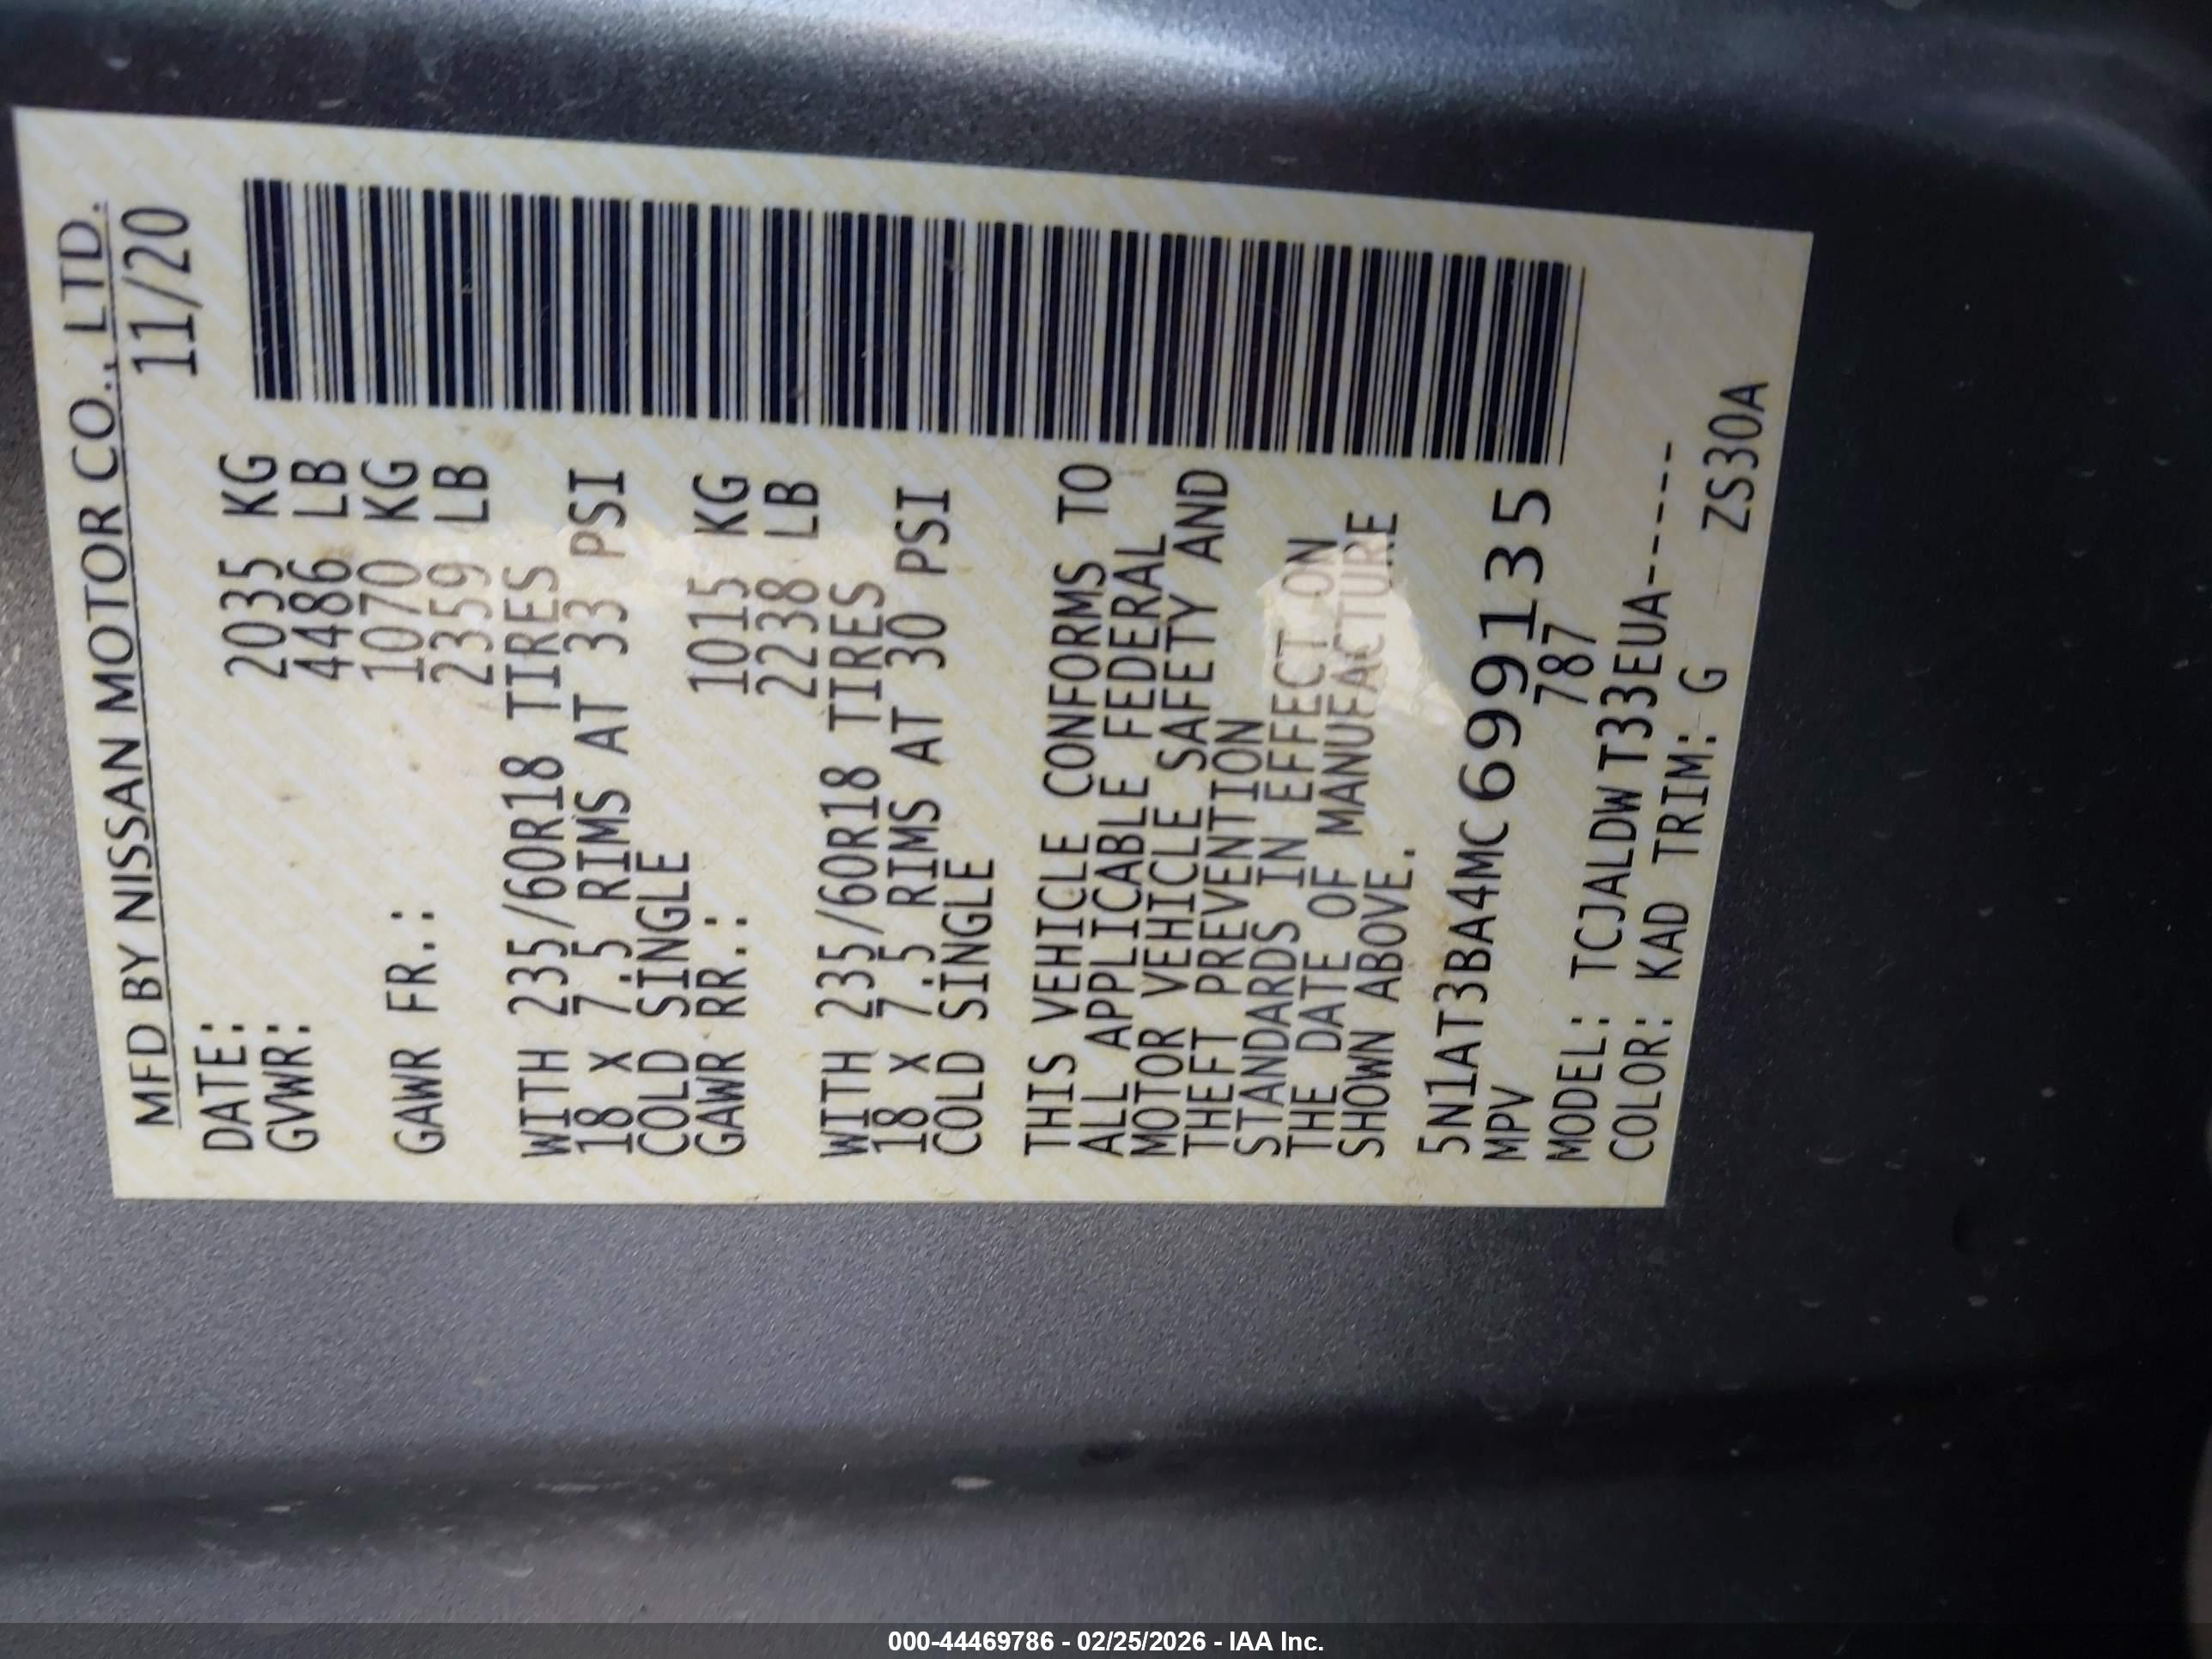 MFD BY NISSAN MOTOR CO., LTD.
DATE: 11/20
GVWR: 2035 KG
4486 LB
GAWR FR.: 1070 KG
2359 LB
WITH 235/60R18 TIRES
18 x 7.5 RIMS AT 33 PSI
COLD SINGLE
GAWR RR.: 1015 KG
2238 LB
WITH 235/60R18 TIRES
18 x 7.5 RIMS AT 30 PSI
COLD SINGLE
THIS VEHICLE CONFORMS TO
ALL APPLICABLE FEDERAL
MOTOR VEHICLE SAFETY AND
THEFT PREVENTION
STANDARDS IN EFFECT ON
THE DATE OF MANUFACTURE
SHOWN ABOVE.
5N1AT3BA4MC699135
MPV 787
MODEL: TCJALDWT33EUA-----
COLOR: KAD TRIM: G ZS30A
000-44469786 - 02/25/2026 - IAA Inc.